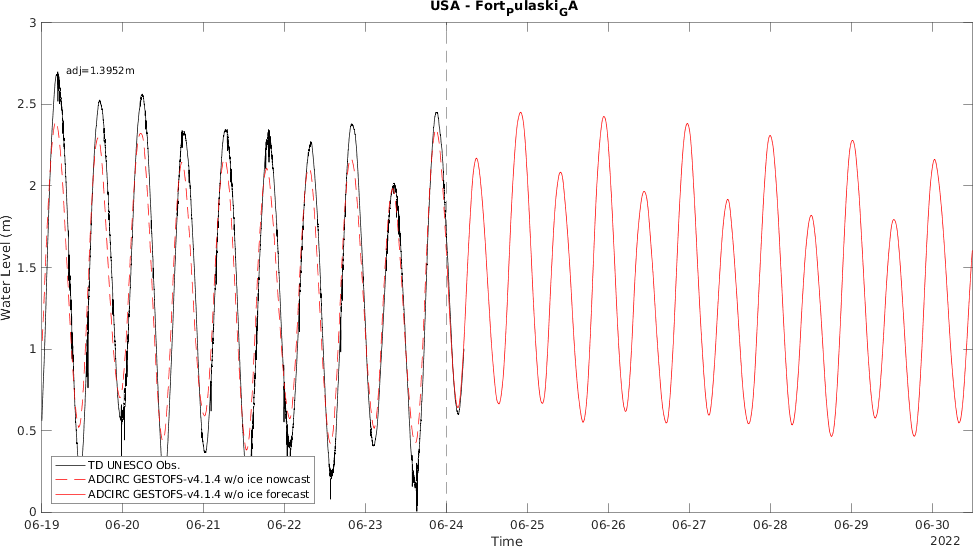 USA - Fort_Pulaski_GA
adj=1.3952m
3
2.5
2
1.5
1
0.5
0
Water Level (m)
TD UNESCO Obs.
ADCIRC GESTOFS-v4.1.4 w/o ice nowcast
ADCIRC GESTOFS-v4.1.4 w/o ice forecast
06-19 06-20 06-21 06-22 06-23 06-24 06-25 06-26 06-27 06-28 06-29 06-30
Time
2022